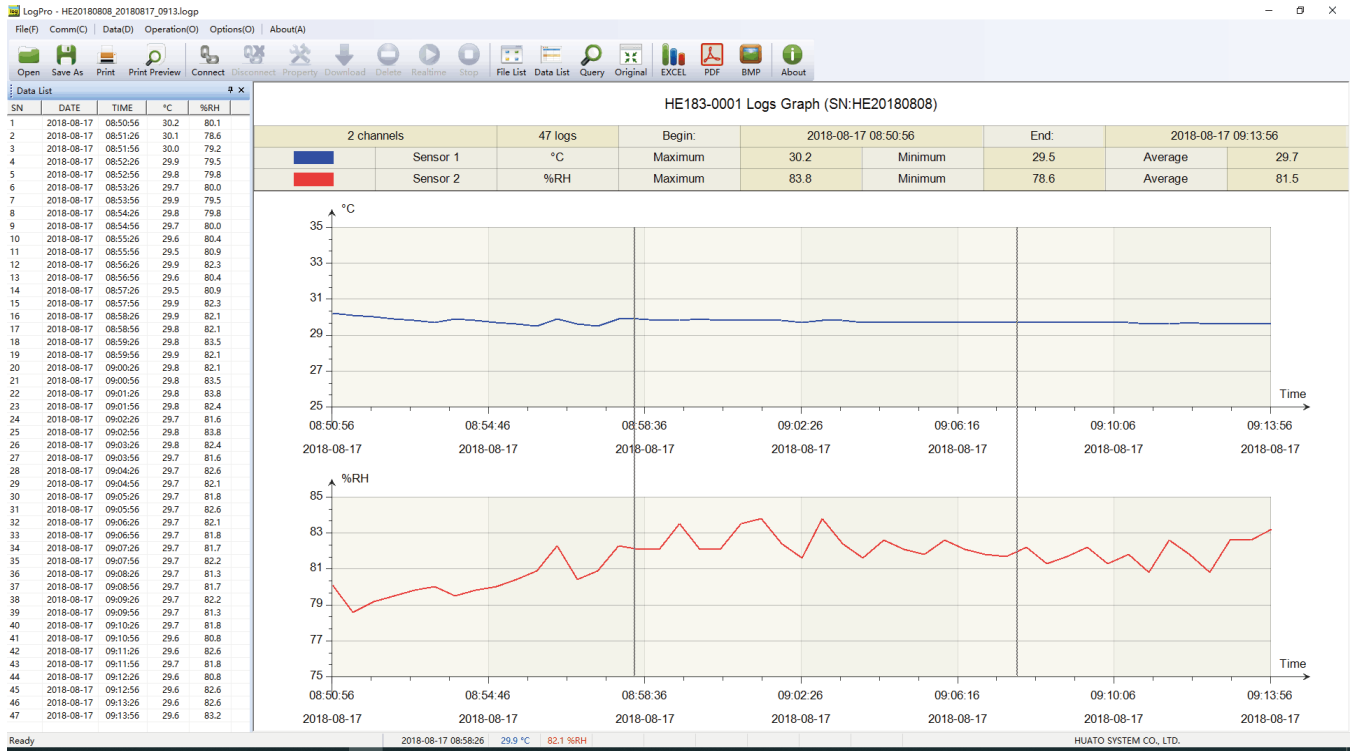 LogPro - HE20180808_20180817_0913.logp
File(F) Comm(C) Data(D) Operation(O) Options(O) About(A)
Open Save As Print Print Preview Connect Disconnect Property Download Delete Realtime Stop File List Data List Query Original EXCEL PDF BMP About
Data List
SN DATE TIME °C %RH
1 2018-08-17 08:50:56 30.2 80.1
2 2018-08-17 08:51:26 30.1 78.6
3 2018-08-17 08:51:56 30.0 79.2
4 2018-08-17 08:52:26 29.9 79.5
5 2018-08-17 08:52:56 29.8 79.8
6 2018-08-17 08:53:26 29.7 80.0
7 2018-08-17 08:53:56 29.9 79.5
8 2018-08-17 08:54:26 29.8 79.8
9 2018-08-17 08:54:56 29.7 80.0
10 2018-08-17 08:55:26 29.6 80.4
11 2018-08-17 08:55:56 29.5 80.9
12 2018-08-17 08:56:26 29.9 82.3
13 2018-08-17 08:56:56 29.6 80.4
14 2018-08-17 08:57:26 29.5 80.9
15 2018-08-17 08:57:56 29.9 82.3
16 2018-08-17 08:58:26 29.9 82.1
17 2018-08-17 08:58:56 29.8 82.1
18 2018-08-17 08:59:26 29.8 83.5
19 2018-08-17 08:59:56 29.9 82.1
20 2018-08-17 09:00:26 29.8 82.1
21 2018-08-17 09:00:56 29.8 83.5
22 2018-08-17 09:01:26 29.8 83.8
23 2018-08-17 09:01:56 29.8 82.4
24 2018-08-17 09:02:26 29.7 81.6
25 2018-08-17 09:02:56 29.8 83.8
26 2018-08-17 09:03:26 29.8 82.4
27 2018-08-17 09:03:56 29.7 81.6
28 2018-08-17 09:04:26 29.7 82.6
29 2018-08-17 09:04:56 29.7 82.1
30 2018-08-17 09:05:26 29.7 81.8
31 2018-08-17 09:05:56 29.7 82.6
32 2018-08-17 09:06:26 29.7 82.1
33 2018-08-17 09:06:56 29.7 81.8
34 2018-08-17 09:07:26 29.7 81.7
35 2018-08-17 09:07:56 29.7 82.2
36 2018-08-17 09:08:26 29.7 81.3
37 2018-08-17 09:08:56 29.7 81.7
38 2018-08-17 09:09:26 29.7 82.2
39 2018-08-17 09:09:56 29.7 81.3
40 2018-08-17 09:10:26 29.7 81.8
41 2018-08-17 09:10:56 29.6 80.8
42 2018-08-17 09:11:26 29.6 82.6
43 2018-08-17 09:11:56 29.7 81.8
44 2018-08-17 09:12:26 29.6 80.8
45 2018-08-17 09:12:56 29.6 82.6
46 2018-08-17 09:13:26 29.6 82.6
47 2018-08-17 09:13:56 29.6 83.2
HE183-0001 Logs Graph (SN:HE20180808)
2 channels 47 logs Begin: 2018-08-17 08:50:56 End: 2018-08-17 09:13:56
Sensor 1 °C Maximum 30.2 Minimum 29.5 Average 29.7
Sensor 2 %RH Maximum 83.8 Minimum 78.6 Average 81.5
°C
35
33
31
29
27
25
Time
08:50:56 08:54:46 08:58:36 09:02:26 09:06:16 09:10:06 09:13:56
2018-08-17 2018-08-17 2018-08-17 2018-08-17 2018-08-17 2018-08-17 2018-08-17
%RH
85
83
81
79
77
75
Time
08:50:56 08:54:46 08:58:36 09:02:26 09:06:16 09:10:06 09:13:56
2018-08-17 2018-08-17 2018-08-17 2018-08-17 2018-08-17 2018-08-17 2018-08-17
Ready 2018-08-17 08:58:26 29.9 °C 82.1 %RH HUATO SYSTEM CO., LTD.